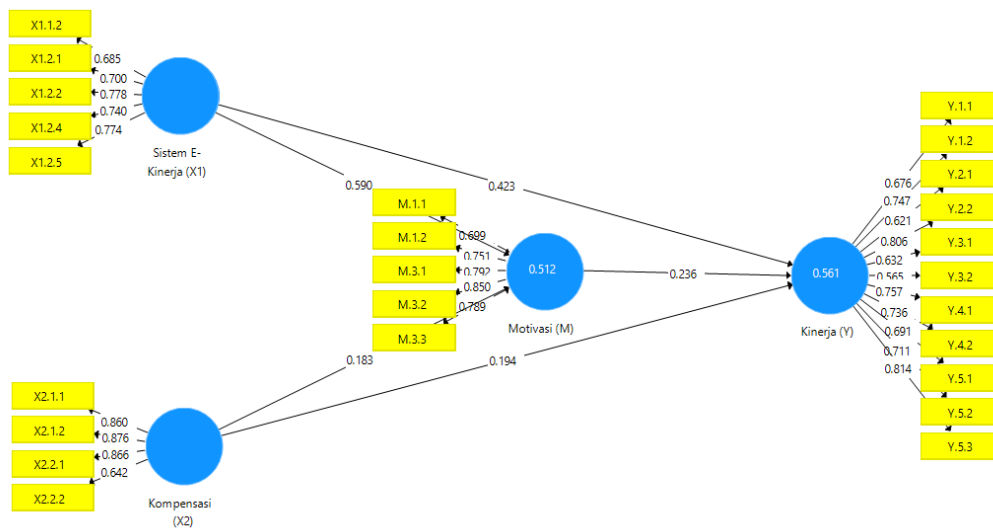 X1.1.2
X1.2.1
X1.2.2
X1.2.4
X1.2.5
0.685
0.700
0.778
0.740
0.774
Sistem E-
Kinerja (X1)
0.590
0.423
M.1.1
M.1.2
M.3.1
M.3.2
M.3.3
0.699
0.751
0.792
0.850
0.789
0.512
Motivasi (M)
0.236
0.183
0.194
X2.1.1
X2.1.2
X2.2.1
X2.2.2
0.860
0.876
0.866
0.642
Kompensasi
(X2)
0.561
Kinerja (Y)
0.676
0.747
0.621
0.806
0.632
0.565
0.757
0.736
0.691
0.711
0.814
Y.1.1
Y.1.2
Y.2.1
Y.2.2
Y.3.1
Y.3.2
Y.4.1
Y.4.2
Y.5.1
Y.5.2
Y.5.3